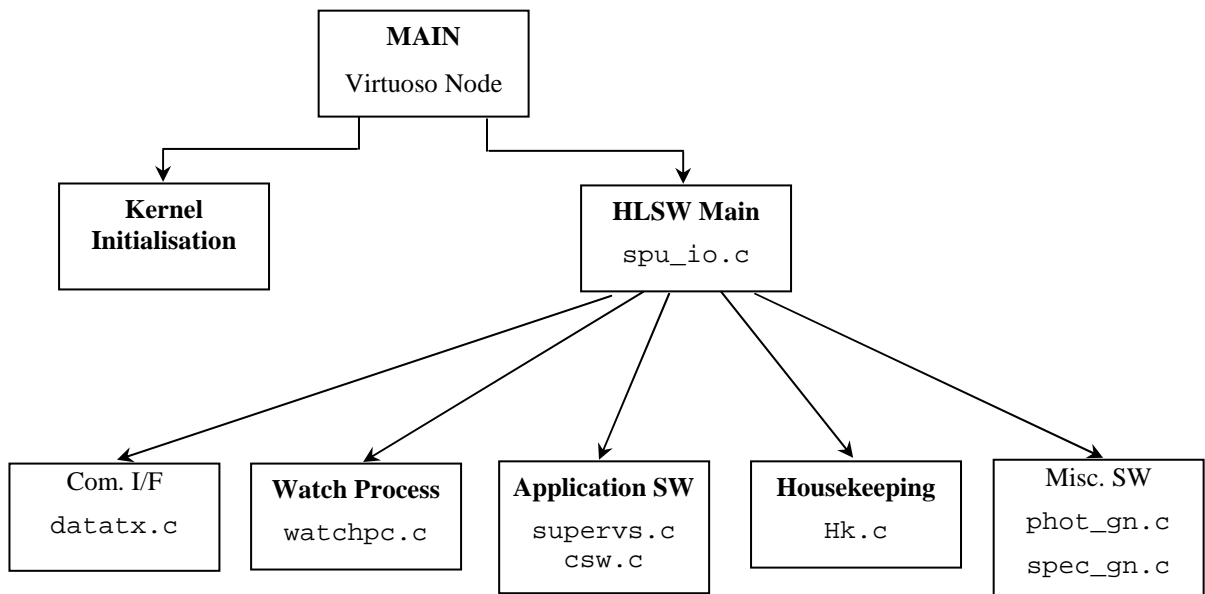 MAIN
Virtuoso Node
Kernel
Initialisation
HLSW Main
spu_io.c
Com. I/F
datatx.c
Watch Process
watchpc.c
Application SW
supervs.c
csw.c
Housekeeping
Hk.c
Misc. SW
phot_gn.c
spec_gn.c